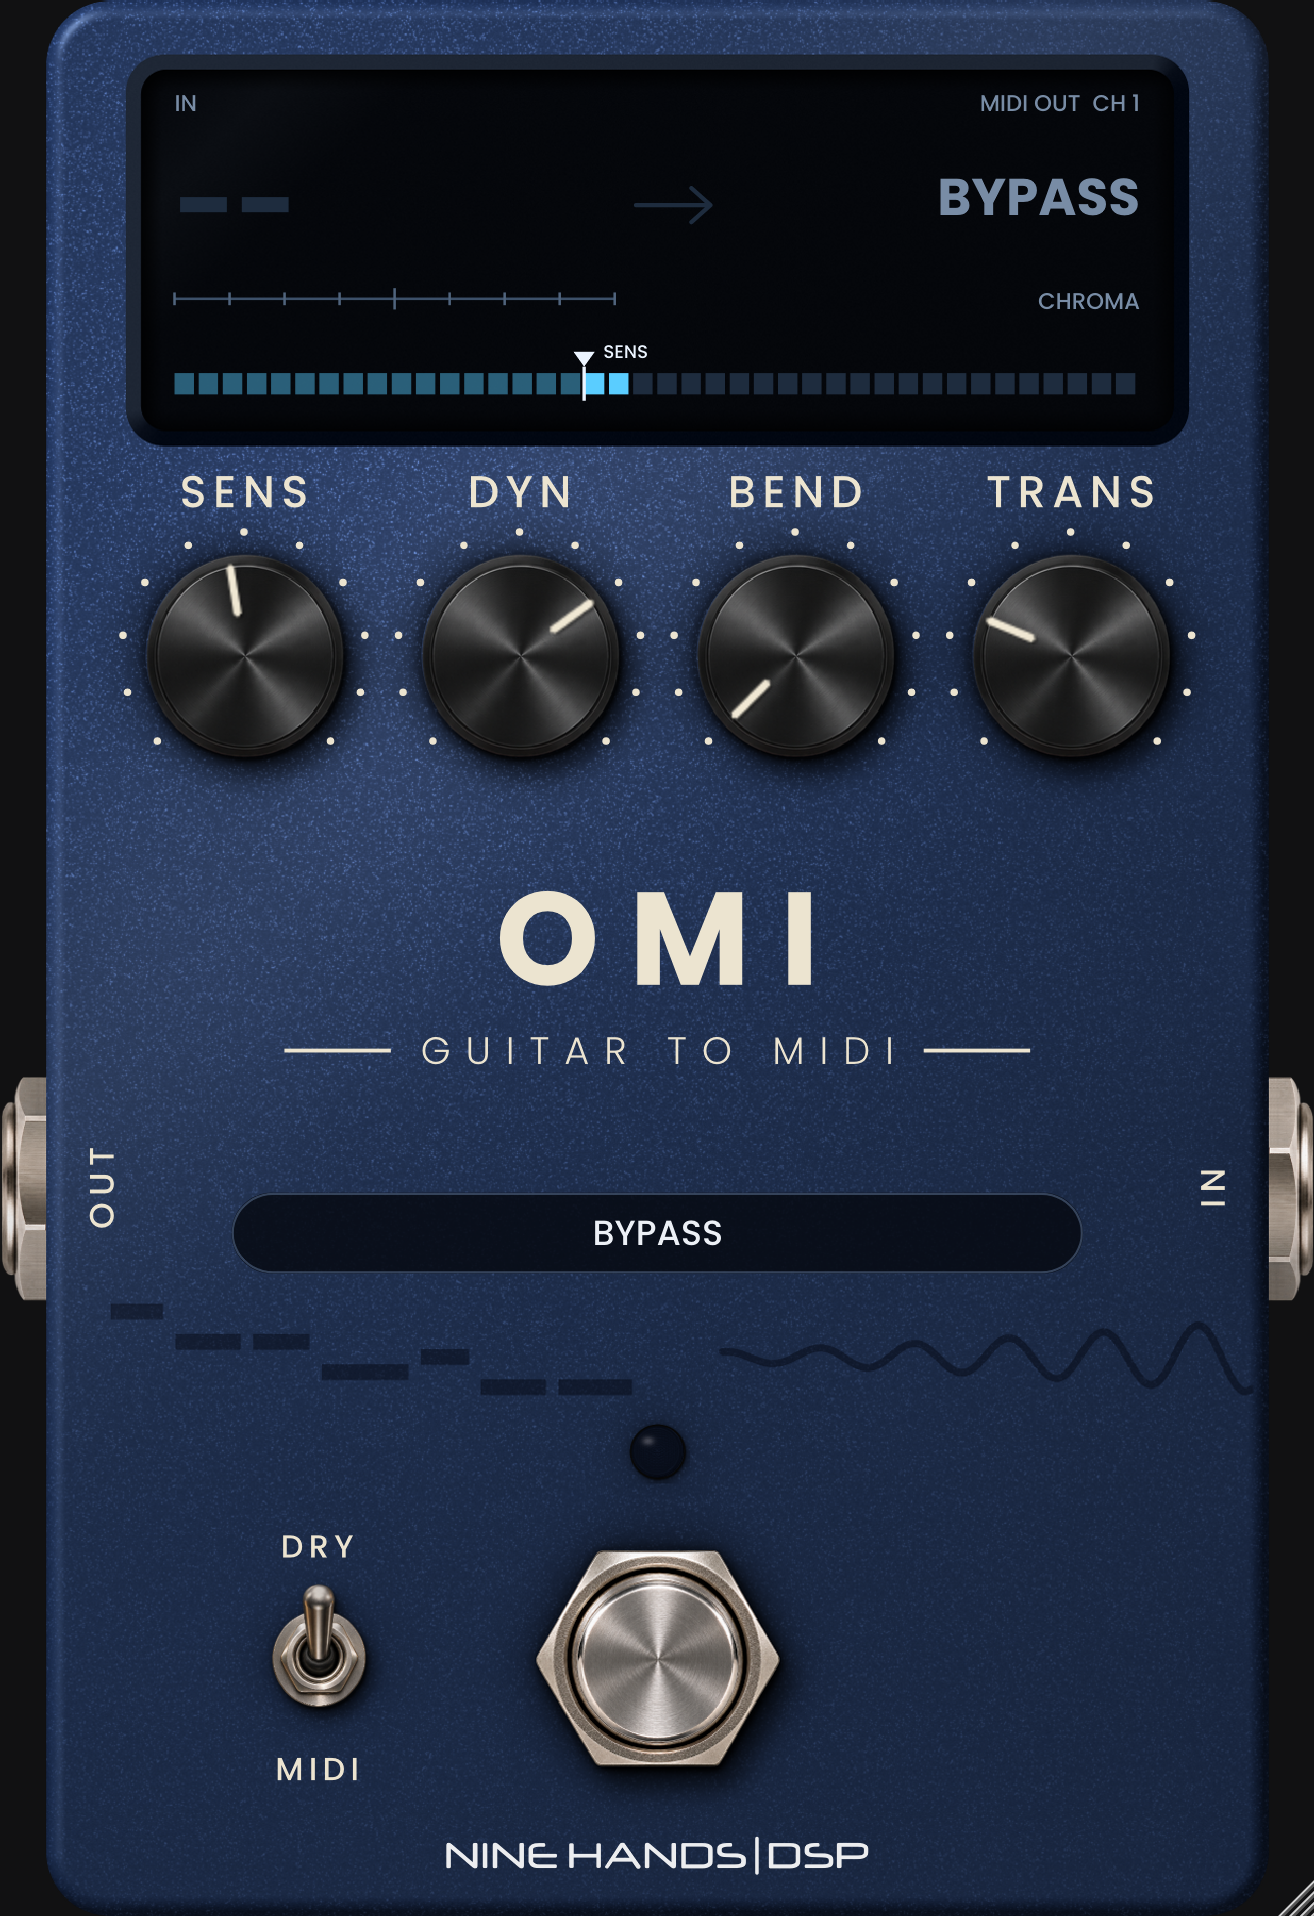 IN MIDI OUT CH 1
BYPASS
CHROMA
SENS
SENS DYN BEND TRANS
OMI
GUITAR TO MIDI
OUT
IN
BYPASS
DRY
MIDI
NINE HANDS|DSP